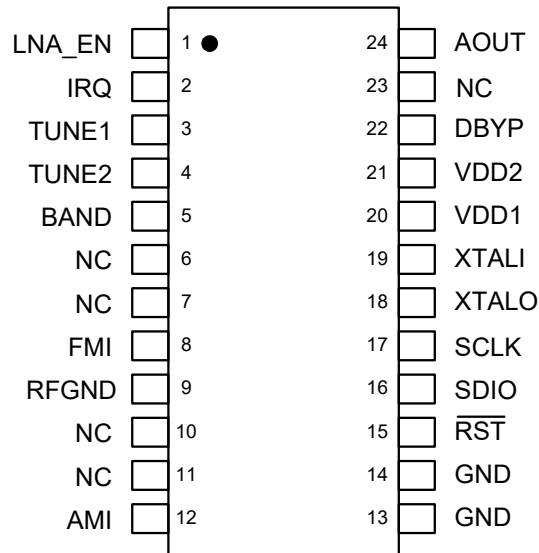 LNA_EN 1 24 AOUT
IRQ 2 23 NC
TUNE1 3 22 DBYP
TUNE2 4 21 VDD2
BAND 5 20 VDD1
NC 6 19 XTALI
NC 7 18 XTALO
FMI 8 17 SCLK
RFGND 9 16 SDIO
NC 10 15 R̅S̅T̅
NC 11 14 GND
AMI 12 13 GND